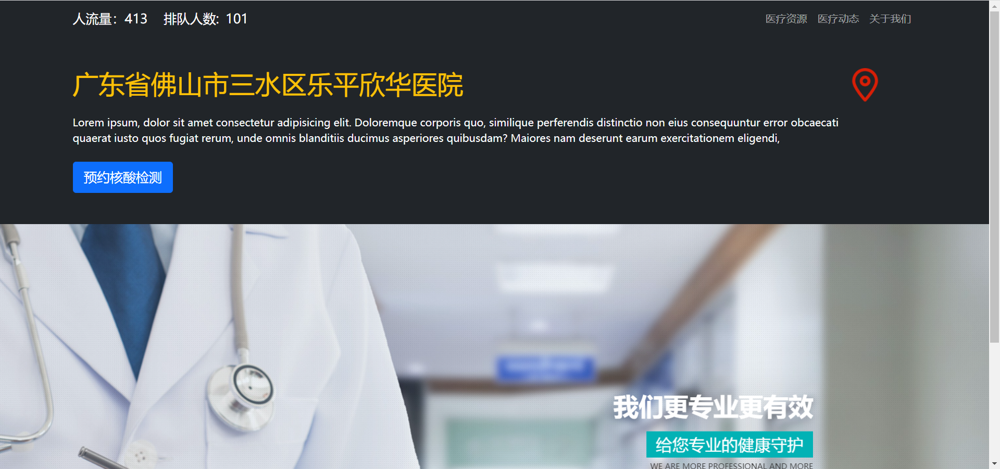 人流量：413 排队人数: 101
医疗资源 医疗动态 关于我们
广东省佛山市三水区乐平欣华医院
Lorem ipsum, dolor sit amet consectetur adipisicing elit. Doloremque corporis quo, similique perferendis distinctio non eius consequuntur error obcaecati
quaerat iusto quos fugiat rerum, unde omnis blanditiis ducimus asperiores quibusdam? Maiores nam deserunt earum exercitationem eligendi,
预约核酸检测
我们更专业更有效
给您专业的健康守护
WE ARE MORE PROFESSIONAL AND MORE